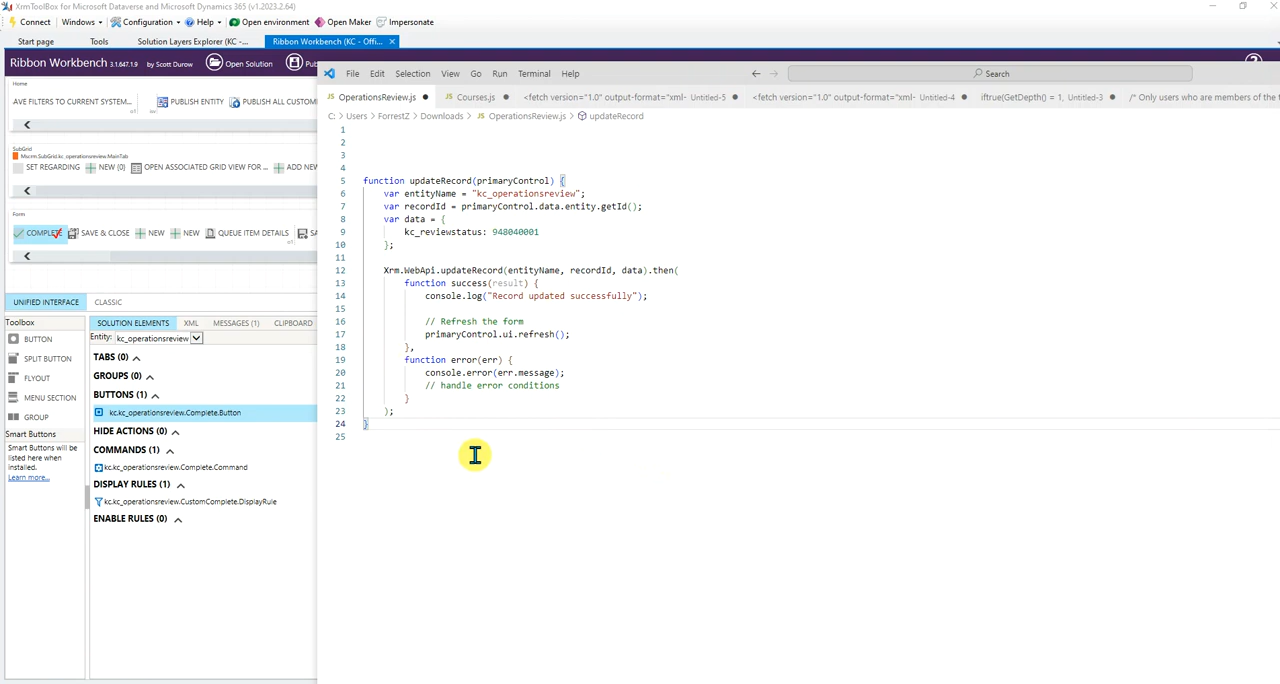 XrmToolBox for Microsoft Dataverse and Microsoft Dynamics 365 (v1.2023.2.64)
Connect Windows Configuration Help Open environment Open Maker Impersonate
Start page Tools Solution Layers Explorer (KC -... Ribbon Workbench (KC - Offi...
Ribbon Workbench 3.1.647.1.9 by Scott Durow Open Solution Pu
File Edit Selection View Go Run Terminal Help Search
OperationsReview.js Courses.js <fetch version="1.0" output-format="xml- Untitled-5 <fetch version="1.0" output-format="xml- Untitled-4 iftrue(GetDepth() = 1, Untitled-3 /* Only users who are members of the
C: > Users > ForrestZ > Downloads > JS OperationsReview.js > updateRecord
Home
AVE FILTERS TO CURRENT SYSTEM... PUBLISH ENTITY PUBLISH ALL CUSTOM
SubGrid
Mscrm.SubGrid.kc_operationsreview.MainTab
SET REGARDING NEW (0) OPEN ASSOCIATED GRID VIEW FOR ... ADD NEW
Form
COMPLETE SAVE & CLOSE NEW NEW QUEUE ITEM DETAILS SA
UNIFIED INTERFACE CLASSIC
Toolbox
BUTTON
SPLIT BUTTON
FLYOUT
MENU SECTION
GROUP
Smart Buttons
Smart Buttons will be
listed here when
installed.
Learn more...
SOLUTION ELEMENTS XML MESSAGES (1) CLIPBOARD
Entity: kc_operationsreview
TABS (0)
GROUPS (0)
BUTTONS (1)
kc.kc_operationsreview.Complete.Button
HIDE ACTIONS (0)
COMMANDS (1)
kc.kc_operationsreview.Complete.Command
DISPLAY RULES (1)
kc.kc_operationsreview.CustomComplete.DisplayRule
ENABLE RULES (0)
1
2
3
4
5 function updateRecord(primaryControl) {
6 var entityName = "kc_operationsreview";
7 var recordId = primaryControl.data.entity.getId();
8 var data = {
9 kc_reviewstatus: 948040001
10 };
11
12 Xrm.WebApi.updateRecord(entityName, recordId, data).then(
13 function success(result) {
14 console.log("Record updated successfully");
15
16 // Refresh the form
17 primaryControl.ui.refresh();
18 },
19 function error(err) {
20 console.error(err.message);
21 // handle error conditions
22 }
23 );
24 }
25